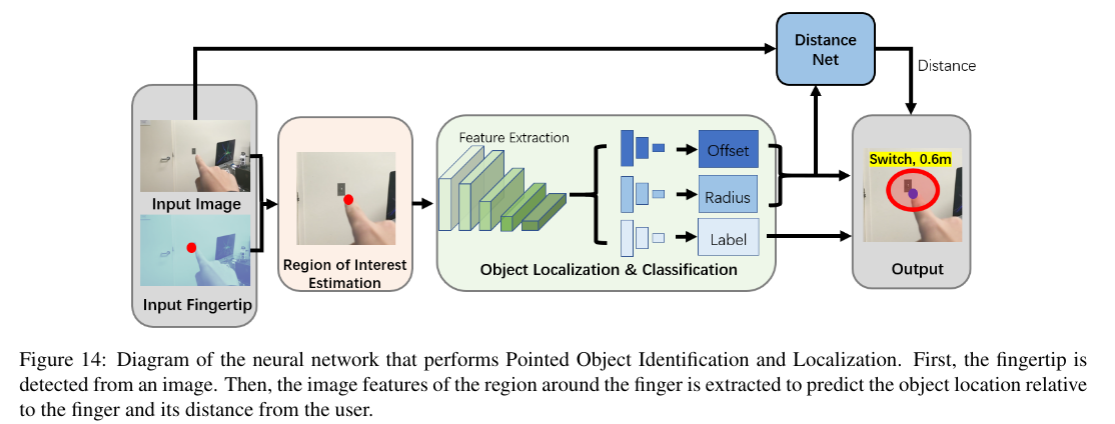 Distance
Net
Distance
Feature Extraction
Offset
Switch, 0.6m
Input Image
Radius
Region of Interest
Estimation
Label
Object Localization & Classification
Output
Input Fingertip
Figure 14: Diagram of the neural network that performs Pointed Object Identification and Localization. First, the fingertip is
detected from an image. Then, the image features of the region around the finger is extracted to predict the object location relative
to the finger and its distance from the user.